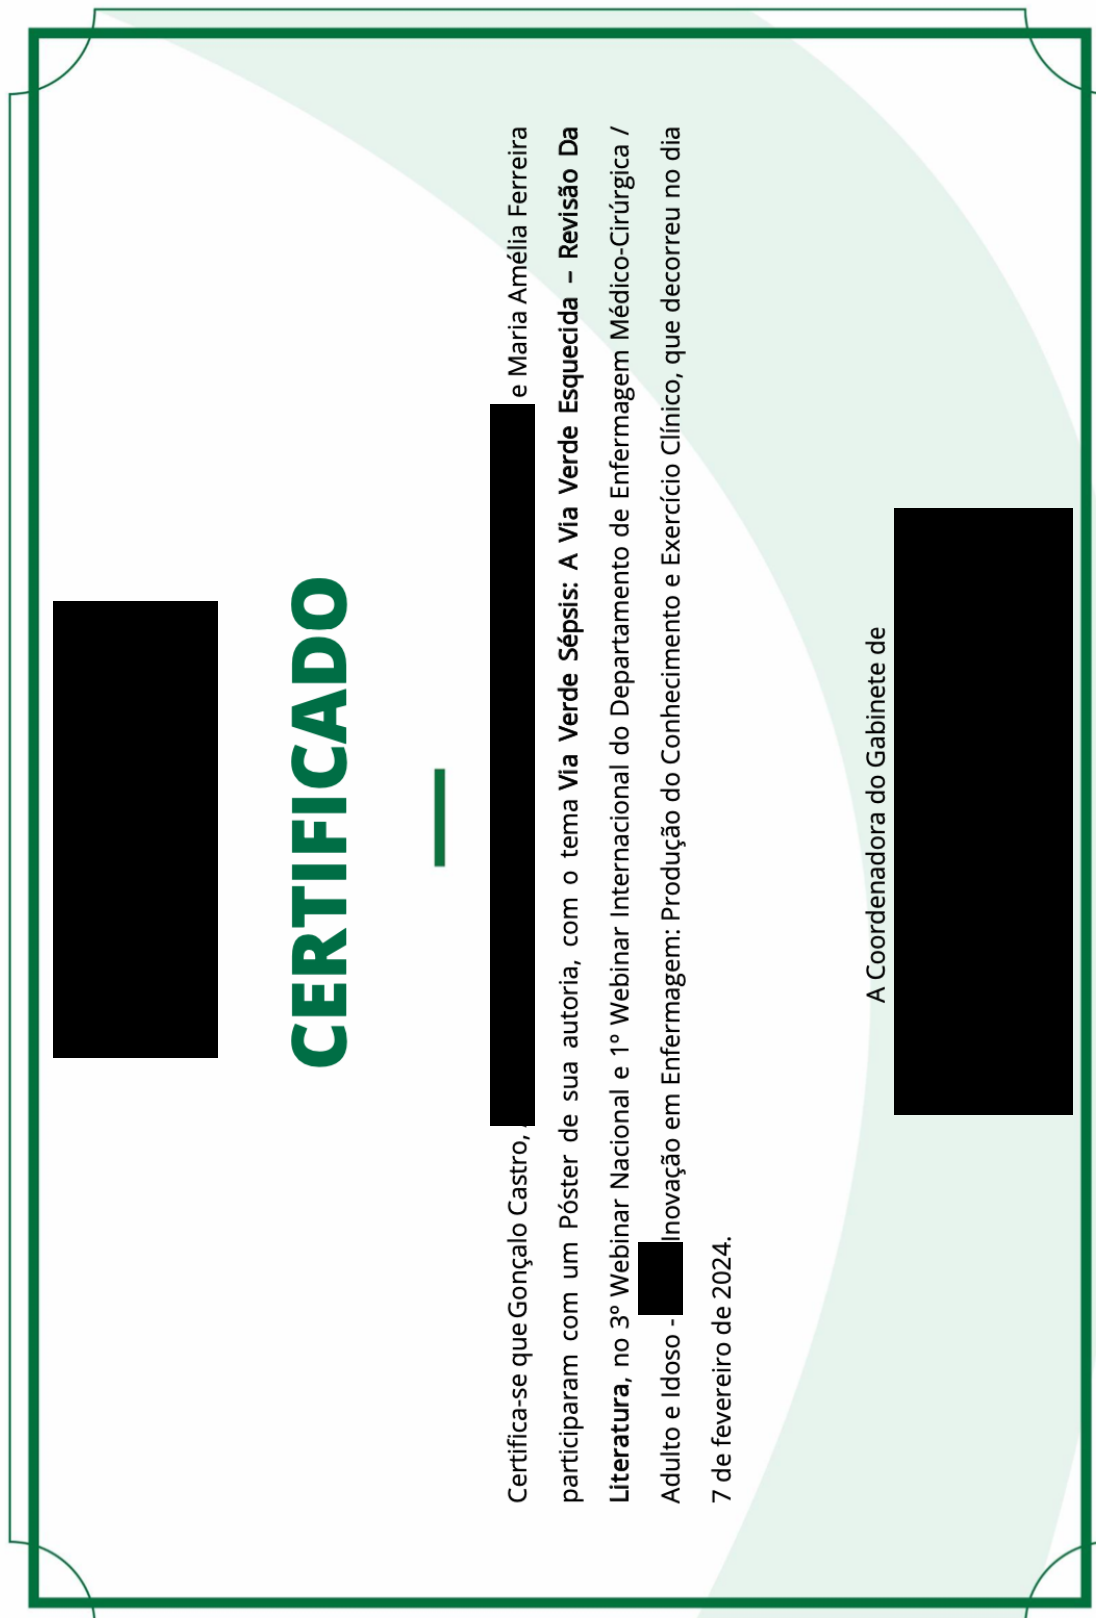 CERTIFICADO
Certifica-se que Gonçalo Castro, e Maria Amélia Ferreira
participaram com um Póster de sua autoria, com o tema Via Verde Sépsis: A Via Verde Esquecida – Revisão Da
Literatura, no 3º Webinar Nacional e 1º Webinar Internacional do Departamento de Enfermagem Médico-Cirúrgica /
Adulto e Idoso - Inovação em Enfermagem: Produção do Conhecimento e Exercício Clínico, que decorreu no dia
7 de fevereiro de 2024.
A Coordenadora do Gabinete de